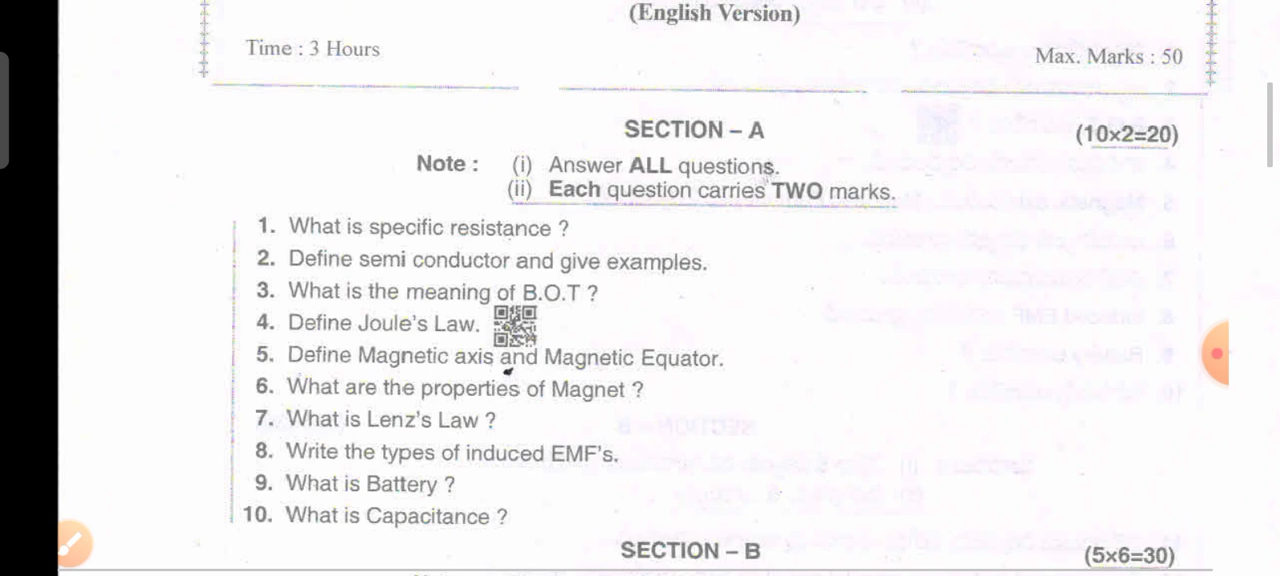 (English Version)
Time : 3 Hours
Max. Marks : 50
SECTION – A
(10×2=20)
Note : (i) Answer ALL questions.
(ii) Each question carries TWO marks.
1. What is specific resistance ?
2. Define semi conductor and give examples.
3. What is the meaning of B.O.T ?
4. Define Joule's Law.
5. Define Magnetic axis and Magnetic Equator.
6. What are the properties of Magnet ?
7. What is Lenz's Law ?
8. Write the types of induced EMF's.
9. What is Battery ?
10. What is Capacitance ?
SECTION – B
(5×6=30)